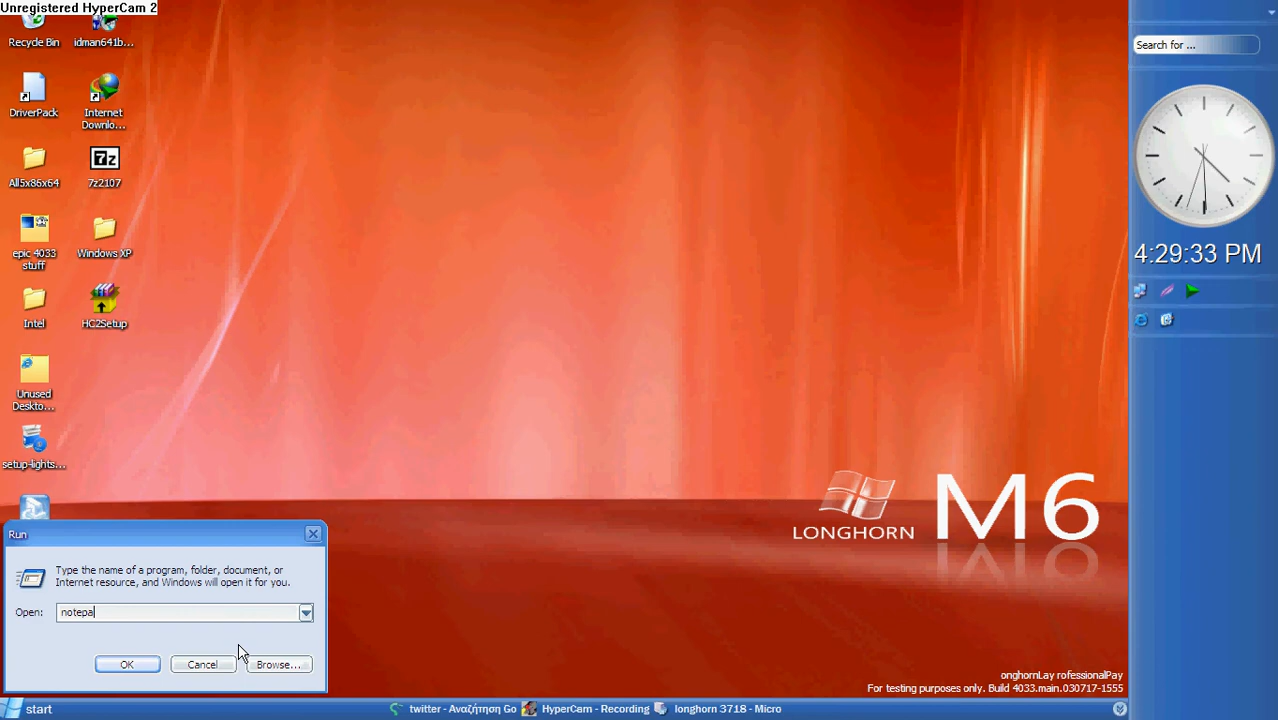 Unregistered HyperCam 2
Recycle Bin
idman641b...
DriverPack
Internet
Downlo...
All5x86x64
7z
7z2107
epic 4033
stuff
Windows XP
Intel
HC2Setup
Unused
Deskto...
setup-lights...
Search for ...
4:29:33 PM
LONGHORN M6
Run
Type the name of a program, folder, document, or
Internet resource, and Windows will open it for you.
Open: notepa
OK Cancel Browse...
onghornLay rofessionalPay
For testing purposes only. Build 4033.main.030717-1555
start twitter - Αναζήτηση Go HyperCam - Recording longhorn 3718 - Micro